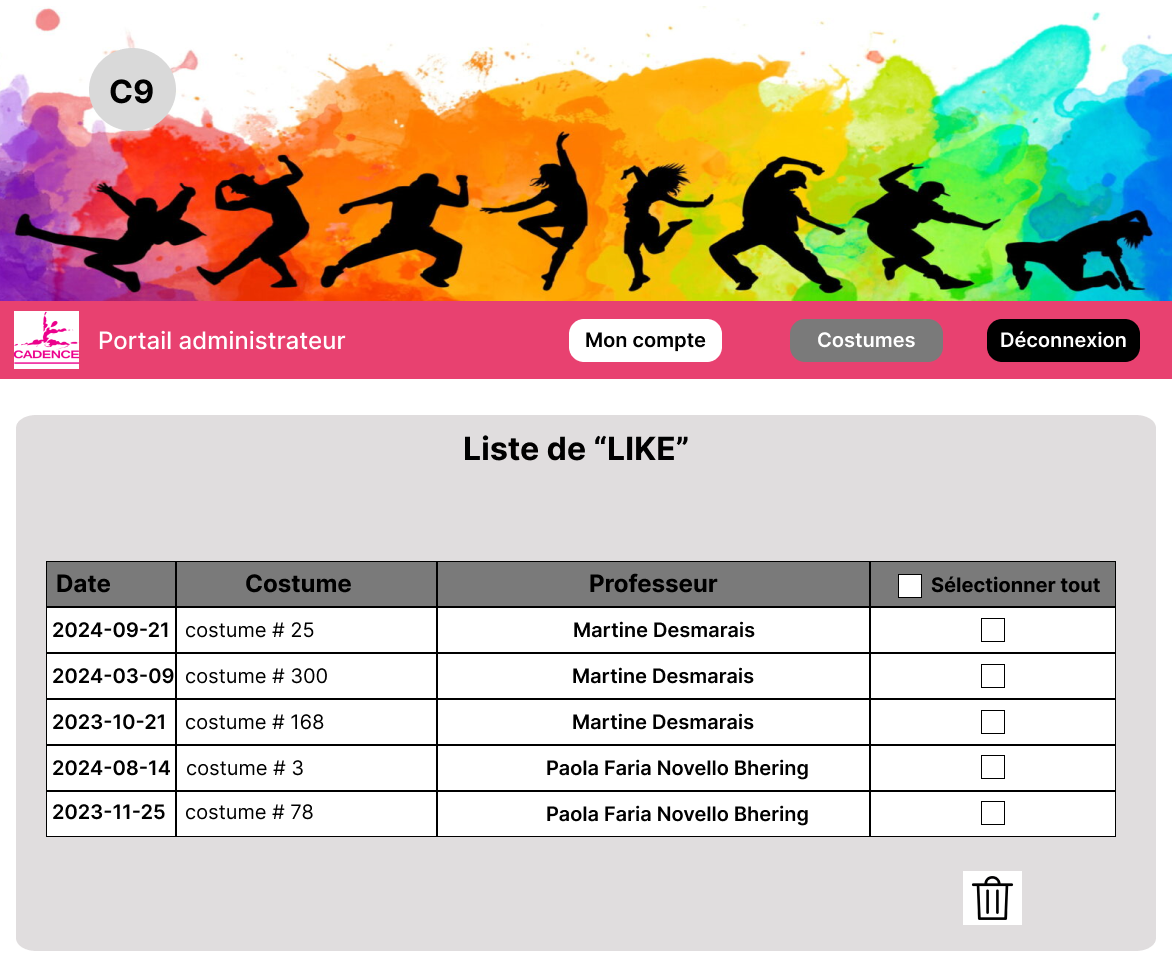 C9
CADENCE
Portail administrateur
Mon compte
Costumes
Déconnexion
Liste de “LIKE”
Date Costume Professeur Sélectionner tout
2024-09-21 costume # 25 Martine Desmarais
2024-03-09 costume # 300 Martine Desmarais
2023-10-21 costume # 168 Martine Desmarais
2024-08-14 costume # 3 Paola Faria Novello Bhering
2023-11-25 costume # 78 Paola Faria Novello Bhering